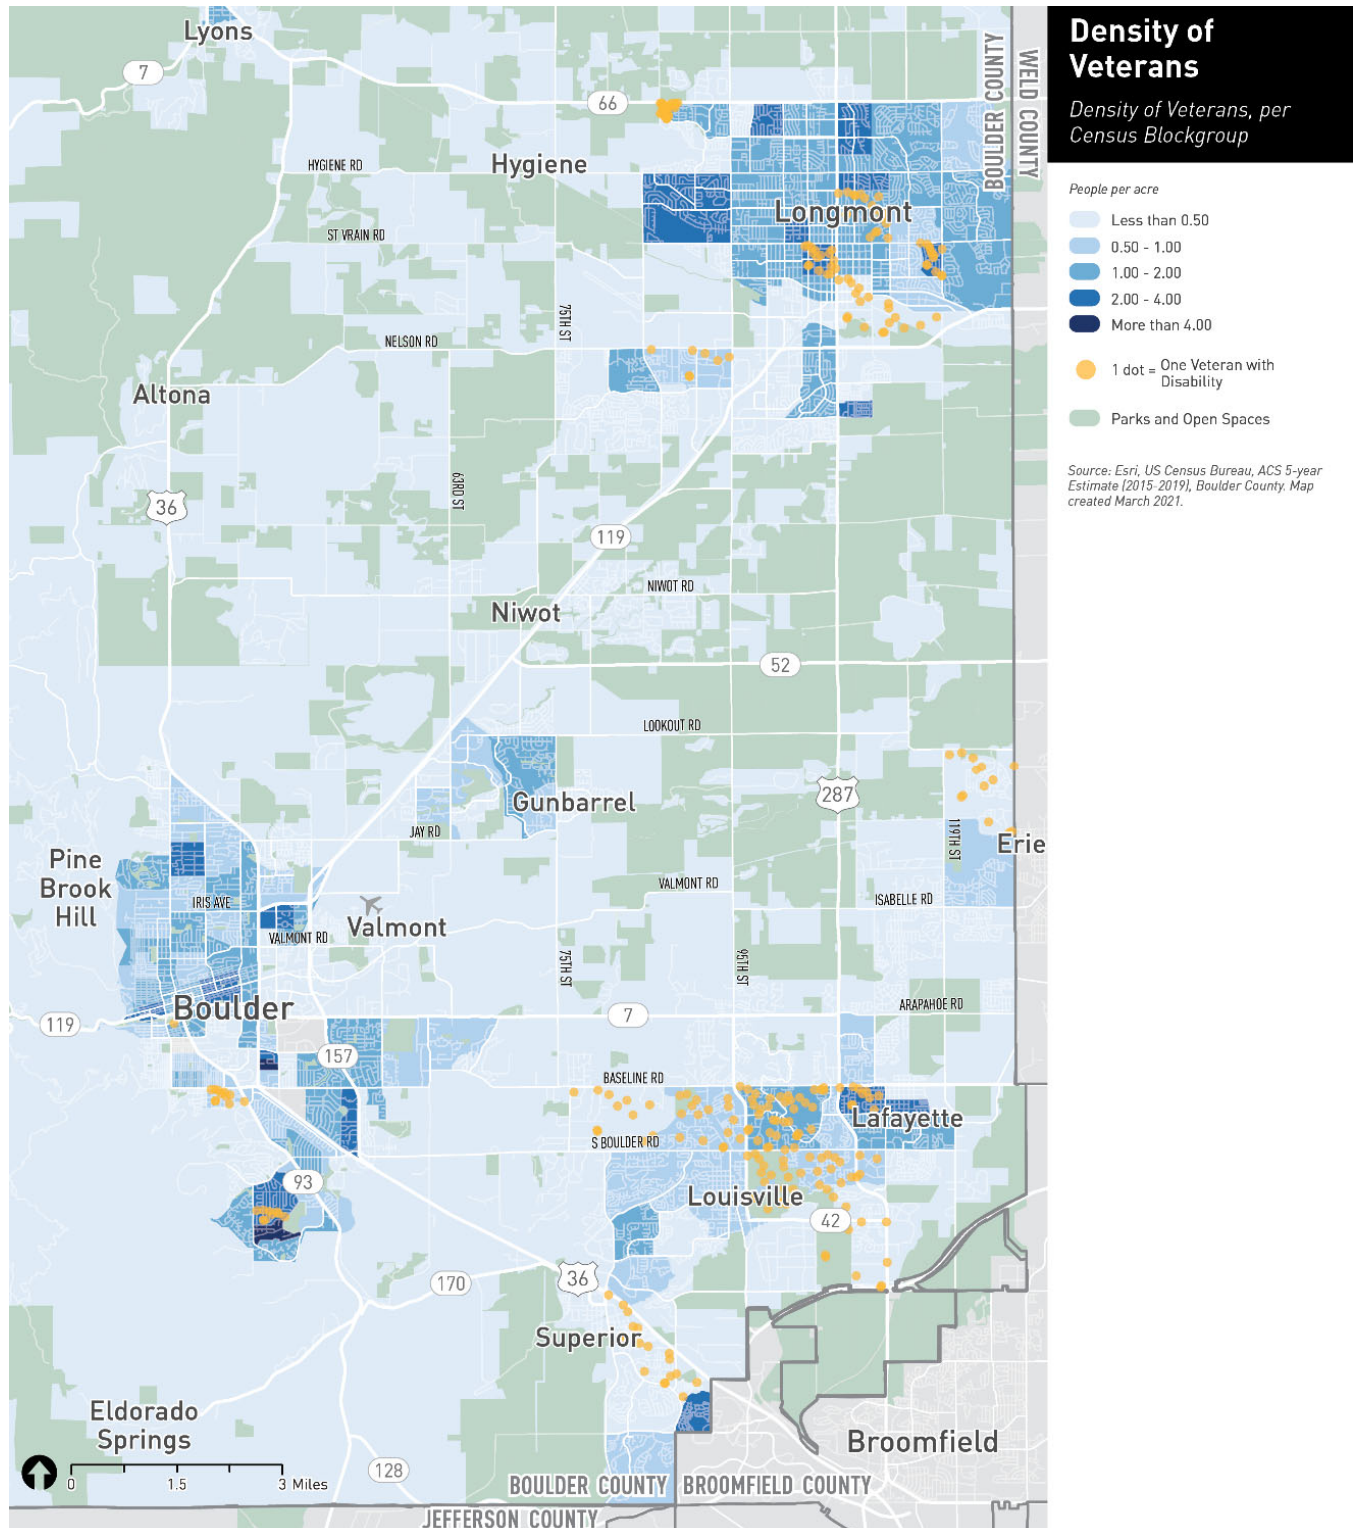 Density of
Veterans
Density of Veterans, per
Census Blockgroup
People per acre
Less than 0.50
0.50 - 1.00
1.00 - 2.00
2.00 - 4.00
More than 4.00
1 dot = One Veteran with
Disability
Parks and Open Spaces
Source: Esri, US Census Bureau, ACS 5-year
Estimate (2015-2019), Boulder County. Map
created March 2021.
Lyons
7
66
BOULDER COUNTY
WELD COUNTY
Hygiene
HYGIENE RD
Longmont
ST VRAIN RD
75TH ST
NELSON RD
Altona
63RD ST
36
119
NIWOT RD
Niwot
52
LOOKOUT RD
287
Gunbarrel
JAY RD
119TH ST
Erie
Pine
Brook
Hill
VALMONT RD
ISABELLE RD
IRIS AVE
Valmont
VALMONT RD
75TH ST
95TH ST
Boulder
ARAPAHOE RD
119
7
157
BASELINE RD
Lafayette
S BOULDER RD
93
Louisville
42
170
36
Superior
Eldorado
Springs
Broomfield
0
1.5
3 Miles
128
BOULDER COUNTY
BROOMFIELD COUNTY
JEFFERSON COUNTY